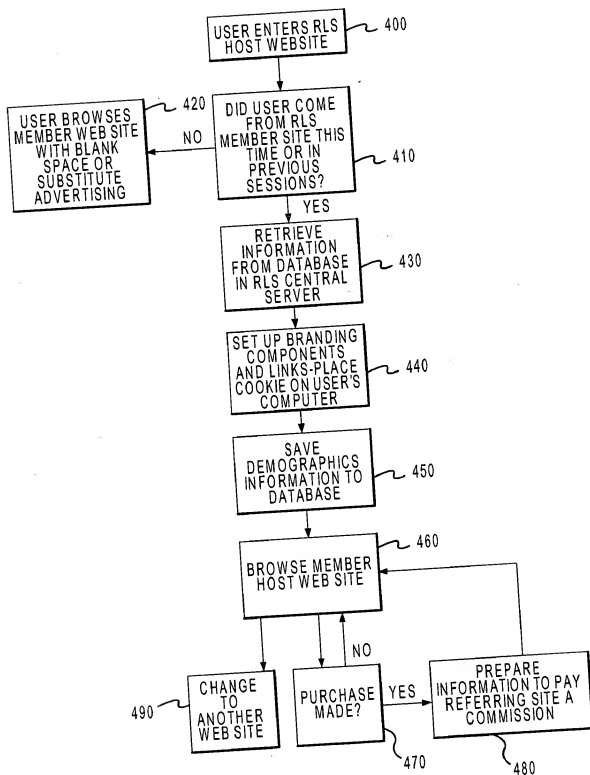 USER ENTERS RLS
HOST WEBSITE
400
420
USER BROWSES
MEMBER WEB SITE
WITH BLANK
SPACE OR
SUBSTITUTE
ADVERTISING
NO
DID USER COME
FROM RLS
MEMBER SITE THIS
TIME OR IN
PREVIOUS
SESSIONS?
410
YES
RETRIEVE
INFORMATION
FROM DATABASE
IN RLS CENTRAL
SERVER
430
SET UP BRANDING
COMPONENTS
AND LINKS-PLACE
COOKIE ON USER'S
COMPUTER
440
SAVE
DEMOGRAPHICS
INFORMATION TO
DATABASE
450
460
BROWSE MEMBER
HOST WEB SITE
NO
490
CHANGE
TO
ANOTHER
WEB SITE
PURCHASE
MADE?
470
YES
PREPARE
INFORMATION TO PAY
REFERRING SITE A
COMMISSION
480